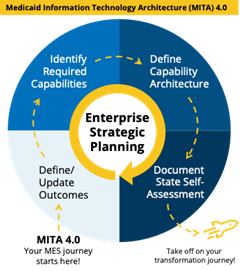 Medicaid Information Technology Architecture (MITA) 4.0
Identify
Required
Capabilities
Define
Capability
Architecture
Enterprise
Strategic
Planning
Define/
Update
Outcomes
Document
State Self-
Assessment
MITA 4.0
Your MES journey
starts here!
Take off on your
transformation journey!